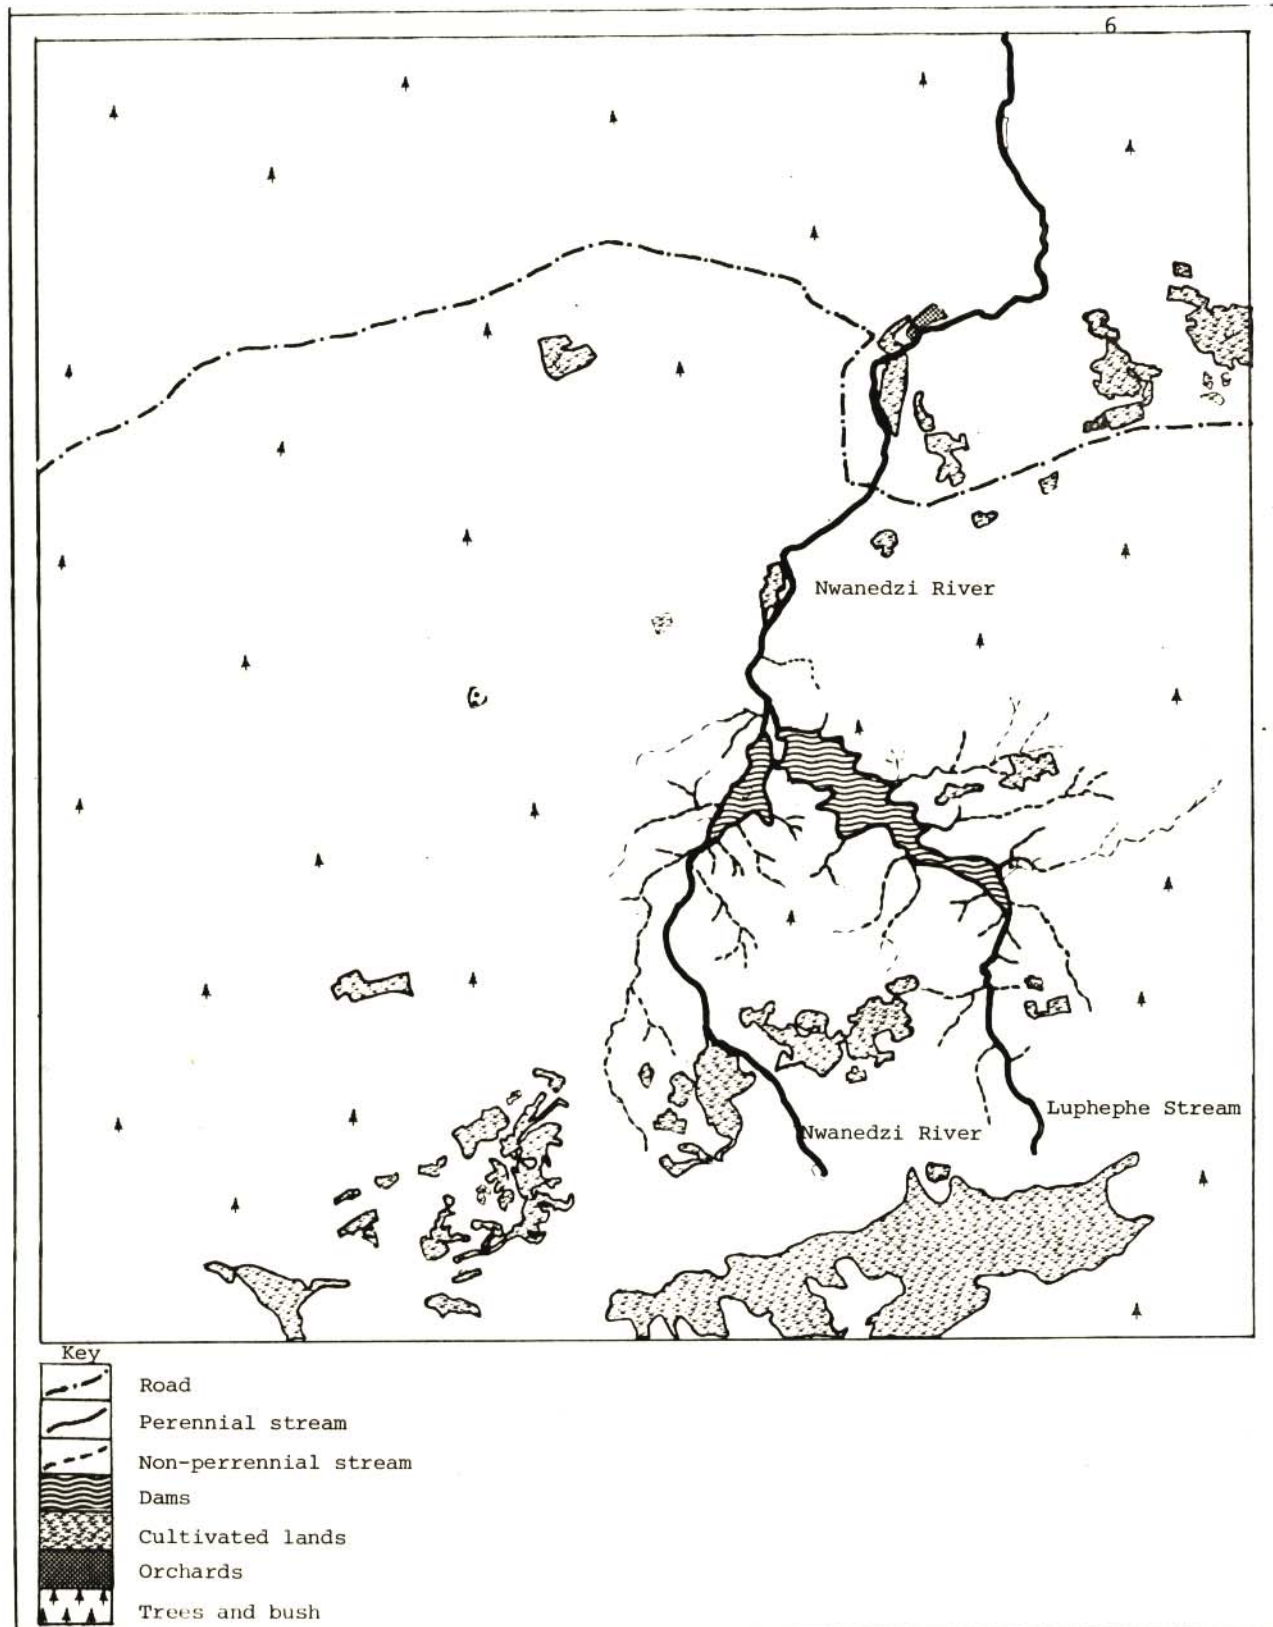 6
Nwanedzi River
Luphephe Stream
Nwanedzi River
Key
Road
Perennial stream
Non-perrennial stream
Dams
Cultivated lands
Orchards
Trees and bush